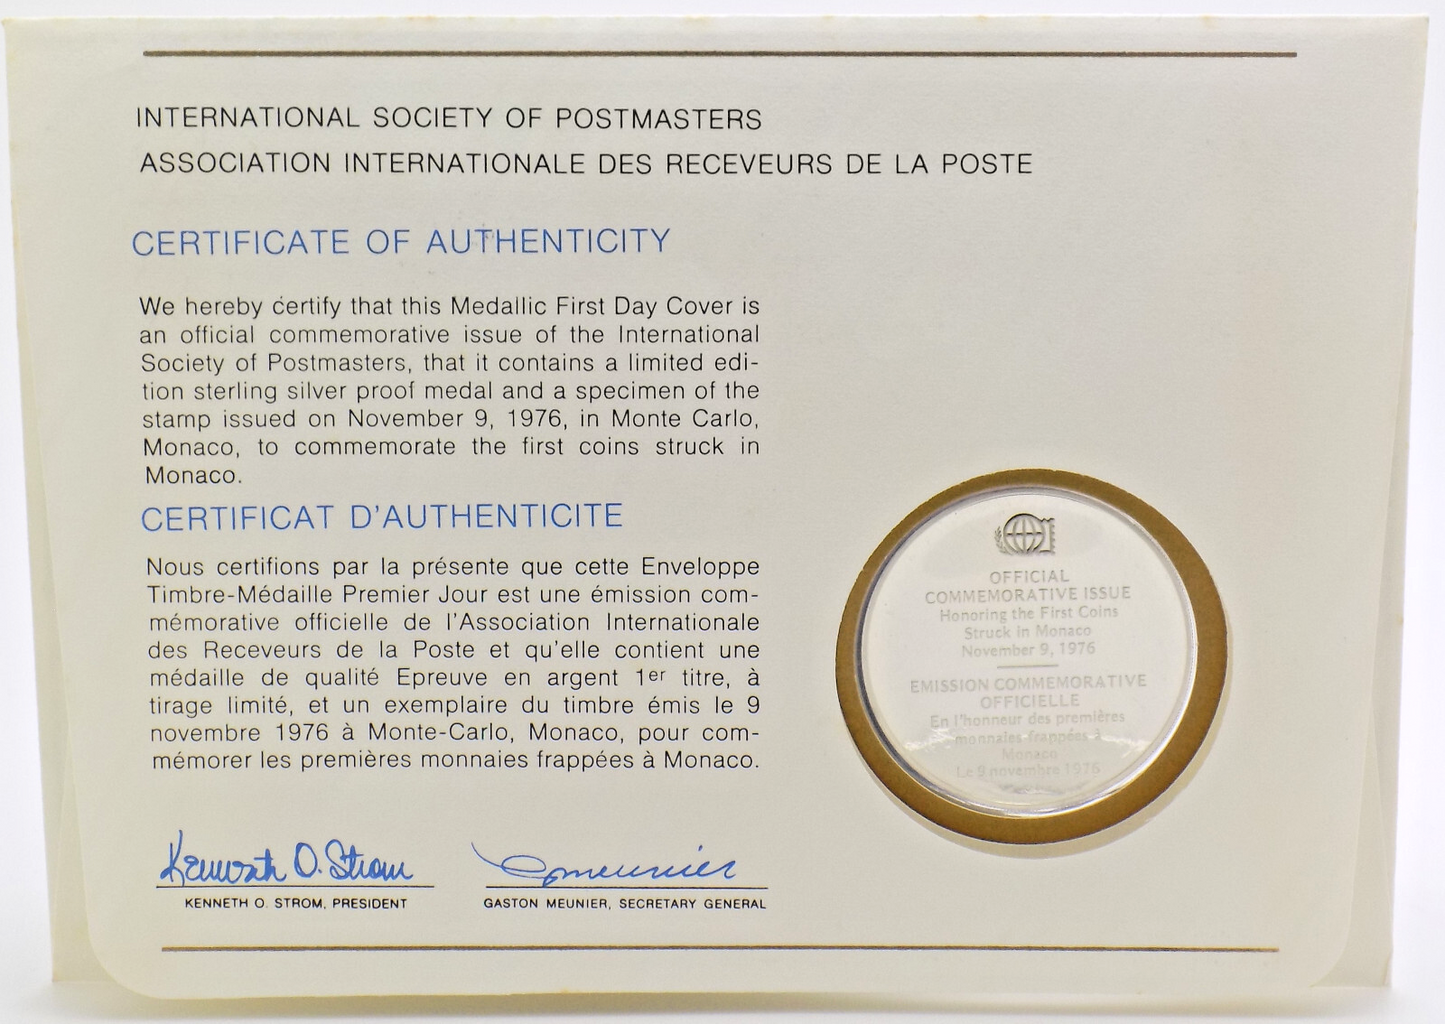 INTERNATIONAL SOCIETY OF POSTMASTERS
ASSOCIATION INTERNATIONALE DES RECEVEURS DE LA POSTE
CERTIFICATE OF AUTHENTICITY
We hereby certify that this Medallic First Day Cover is
an official commemorative issue of the International
Society of Postmasters, that it contains a limited edi-
tion sterling silver proof medal and a specimen of the
stamp issued on November 9, 1976, in Monte Carlo,
Monaco, to commemorate the first coins struck in
Monaco.
CERTIFICAT D'AUTHENTICITE
Nous certifions par la présente que cette Enveloppe
Timbre-Médaille Premier Jour est une émission com-
mémorative officielle de l'Association Internationale
des Receveurs de la Poste et qu'elle contient une
médaille de qualité Epreuve en argent 1er titre, à
tirage limité, et un exemplaire du timbre émis le 9
novembre 1976 à Monte-Carlo, Monaco, pour com-
mémorer les premières monnaies frappées à Monaco.
Kenneth O. Strom
KENNETH O. STROM, PRESIDENT
GMeunier
GASTON MEUNIER, SECRETARY GENERAL
OFFICIAL
COMMEMORATIVE ISSUE
Honoring the First Coins
Struck in Monaco
November 9, 1976
EMISSION COMMEMORATIVE
OFFICIELLE
En l'honneur des premières
monnaies frappées à
Monaco
Le 9 novembre 1976